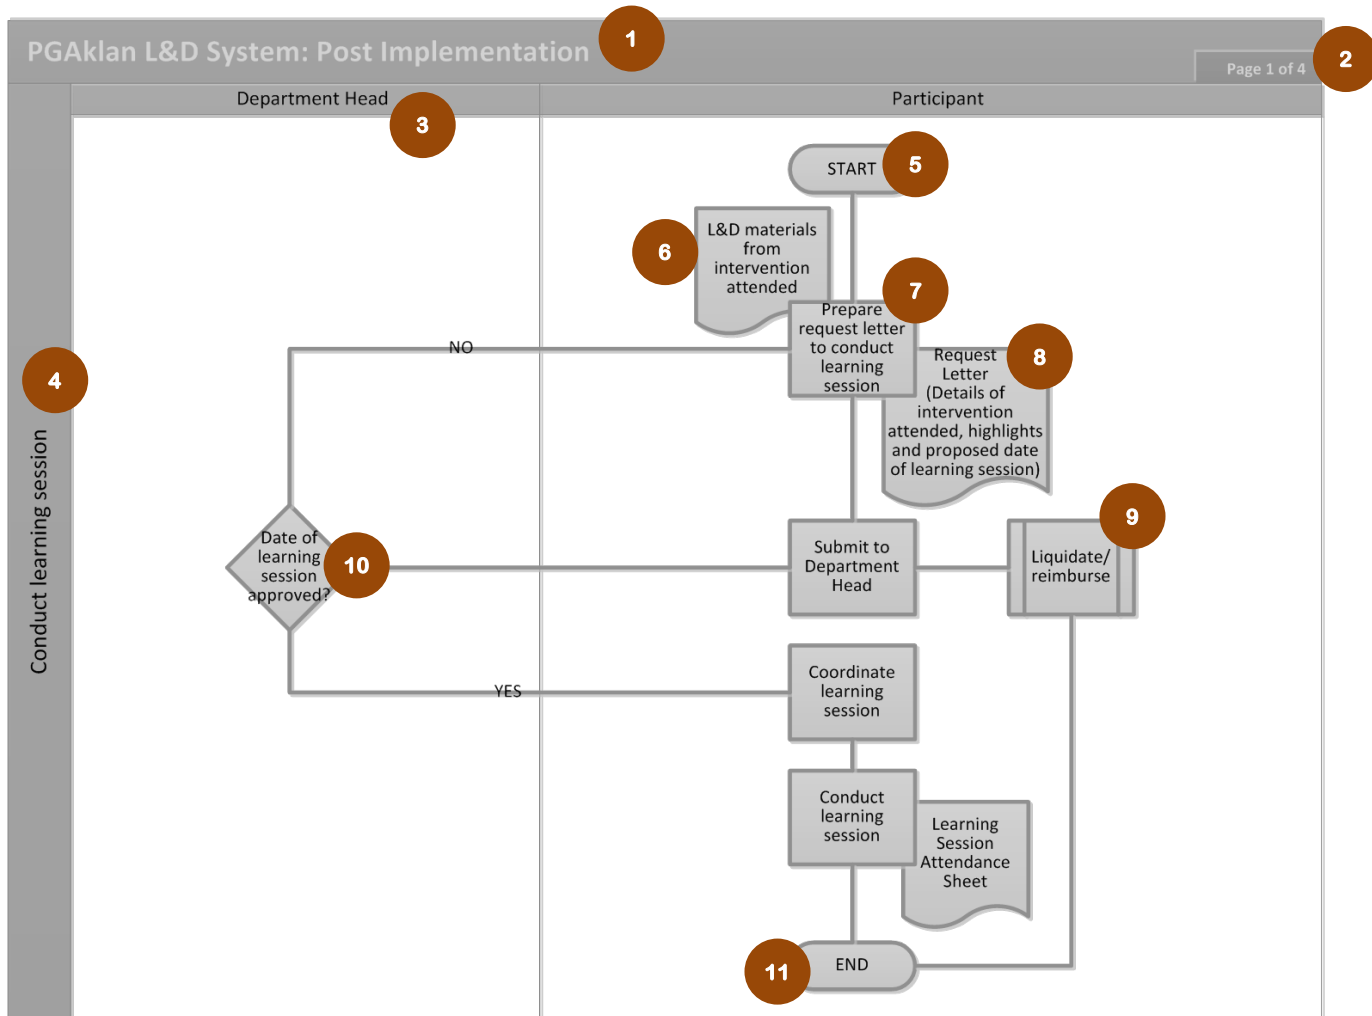 PGAklan L&D System: Post Implementation
1
Page 1 of 4
2
Department Head
Participant
3
START
5
L&D materials
from
intervention
attended
6
7
Prepare
request letter
to conduct
learning
session
NO
Request
Letter
(Details of
intervention
attended, highlights
and proposed date
of learning session)
8
4
Conduct learning session
Date of
learning
session
approved?
10
Submit to
Department
Head
Liquidate/
reimburse
9
YES
Coordinate
learning
session
Conduct
learning
session
Learning
Session
Attendance
Sheet
11
END